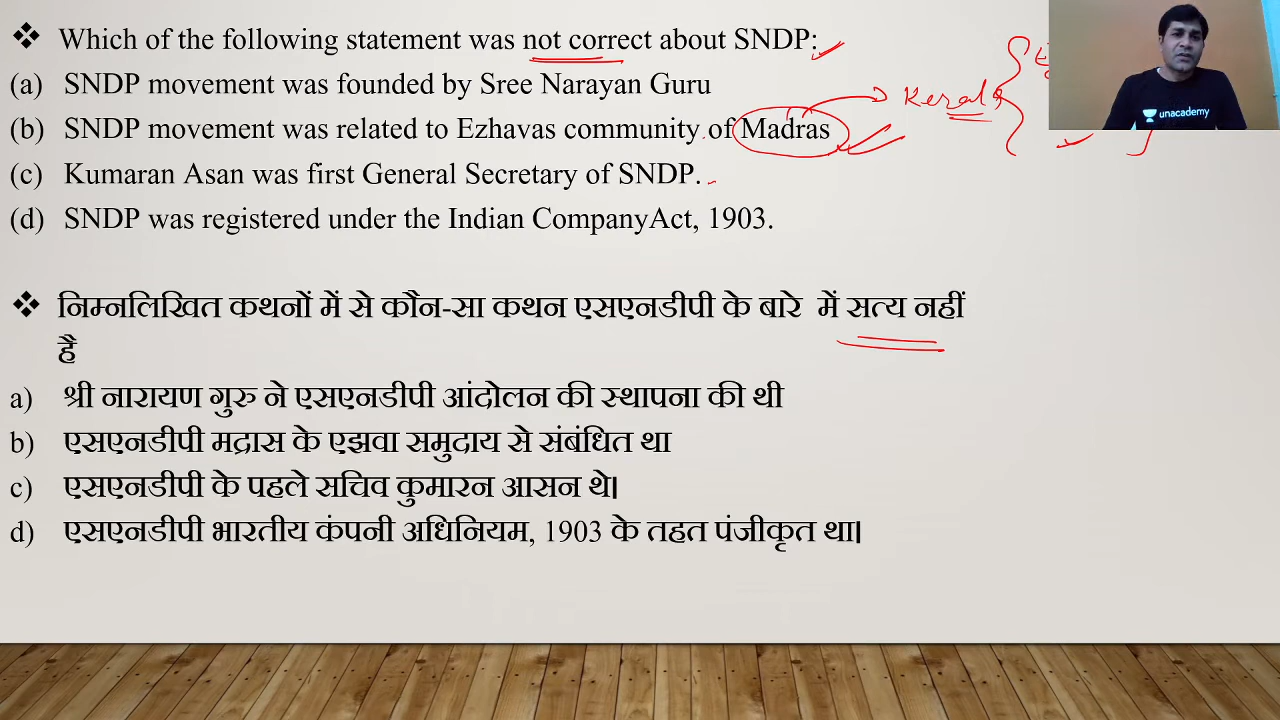 ❖ Which of the following statement was not correct about SNDP:
(a) SNDP movement was founded by Sree Narayan Guru
(b) SNDP movement was related to Ezhavas community of Madras
Kerala
(c) Kumaran Asan was first General Secretary of SNDP.
(d) SNDP was registered under the Indian CompanyAct, 1903.
❖ निम्नलिखित कथनों में से कौन-सा कथन एसएनडीपी के बारे में सत्य नहीं
है
a) श्री नारायण गुरु ने एसएनडीपी आंदोलन की स्थापना की थी
b) एसएनडीपी मद्रास के एझवा समुदाय से संबंधित था
c) एसएनडीपी के पहले सचिव कुमारन आसन थे।
d) एसएनडीपी भारतीय कंपनी अधिनियम, 1903 के तहत पंजीकृत था।
unacademy